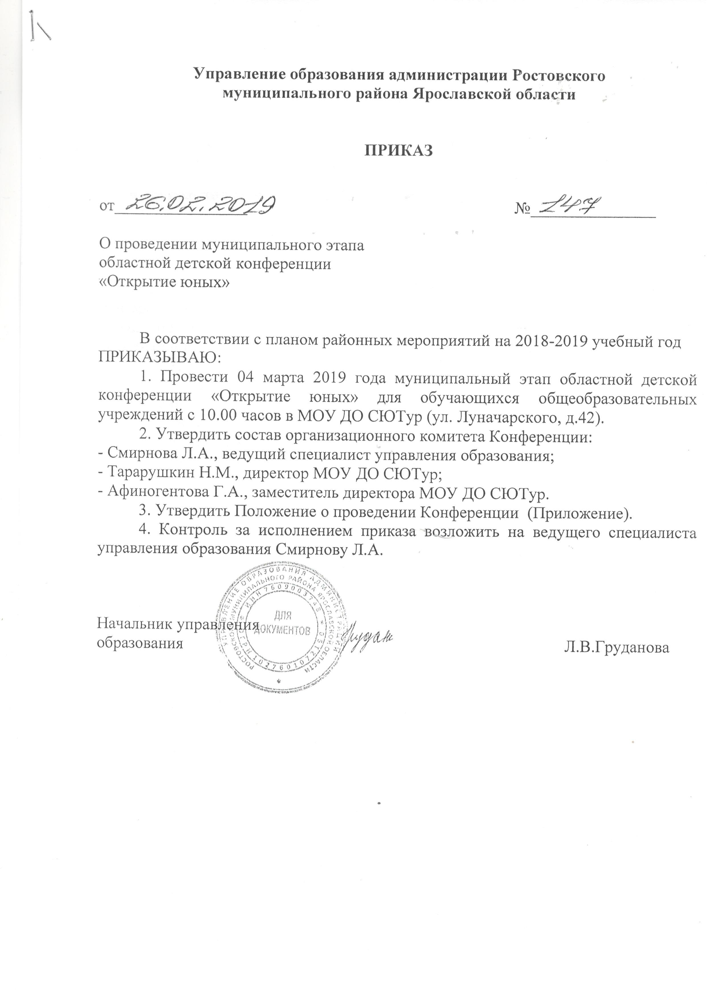 Управление образования администрации Ростовского
муниципального района Ярославской области
ПРИКАЗ
от 26.02.2019 № 147
О проведении муниципального этапа
областной детской конференции
«Открытие юных»
В соответствии с планом районных мероприятий на 2018-2019 учебный год
ПРИКАЗЫВАЮ:
1. Провести 04 марта 2019 года муниципальный этап областной детской
конференции «Открытие юных» для обучающихся общеобразовательных
учреждений с 10.00 часов в МОУ ДО СЮТур (ул. Луначарского, д.42).
2. Утвердить состав организационного комитета Конференции:
- Смирнова Л.А., ведущий специалист управления образования;
- Тарарушкин Н.М., директор МОУ ДО СЮТур;
- Афиногентова Г.А., заместитель директора МОУ ДО СЮТур.
3. Утвердить Положение о проведении Конференции (Приложение).
4. Контроль за исполнением приказа возложить на ведущего специалиста
управления образования Смирнову Л.А.
УПРАВЛЕНИЕ ОБРАЗОВАНИЯ АДМИНИСТРАЦИИ
РОСТОВСКОГО МУНИЦИПАЛЬНОГО РАЙОНА ЯРОСЛАВСКОЙ ОБЛАСТИ
* ИНН 7609003748 *
ОГРН 1027601072150
ДЛЯ
ДОКУМЕНТОВ
Начальник управления
образования Л.В.Груданова